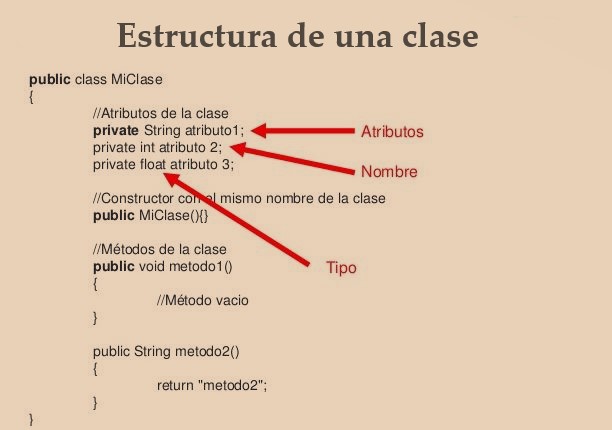 Estructura de una clase
public class MiClase
{
//Atributos de la clase
private String atributo1;
Atributos
private int atributo 2;
private float atributo 3;
Nombre
//Constructor con el mismo nombre de la clase
public MiClase(){}
//Métodos de la clase
public void metodo1()
Tipo
{
//Método vacio
}
public String metodo2()
{
return "metodo2";
}
}